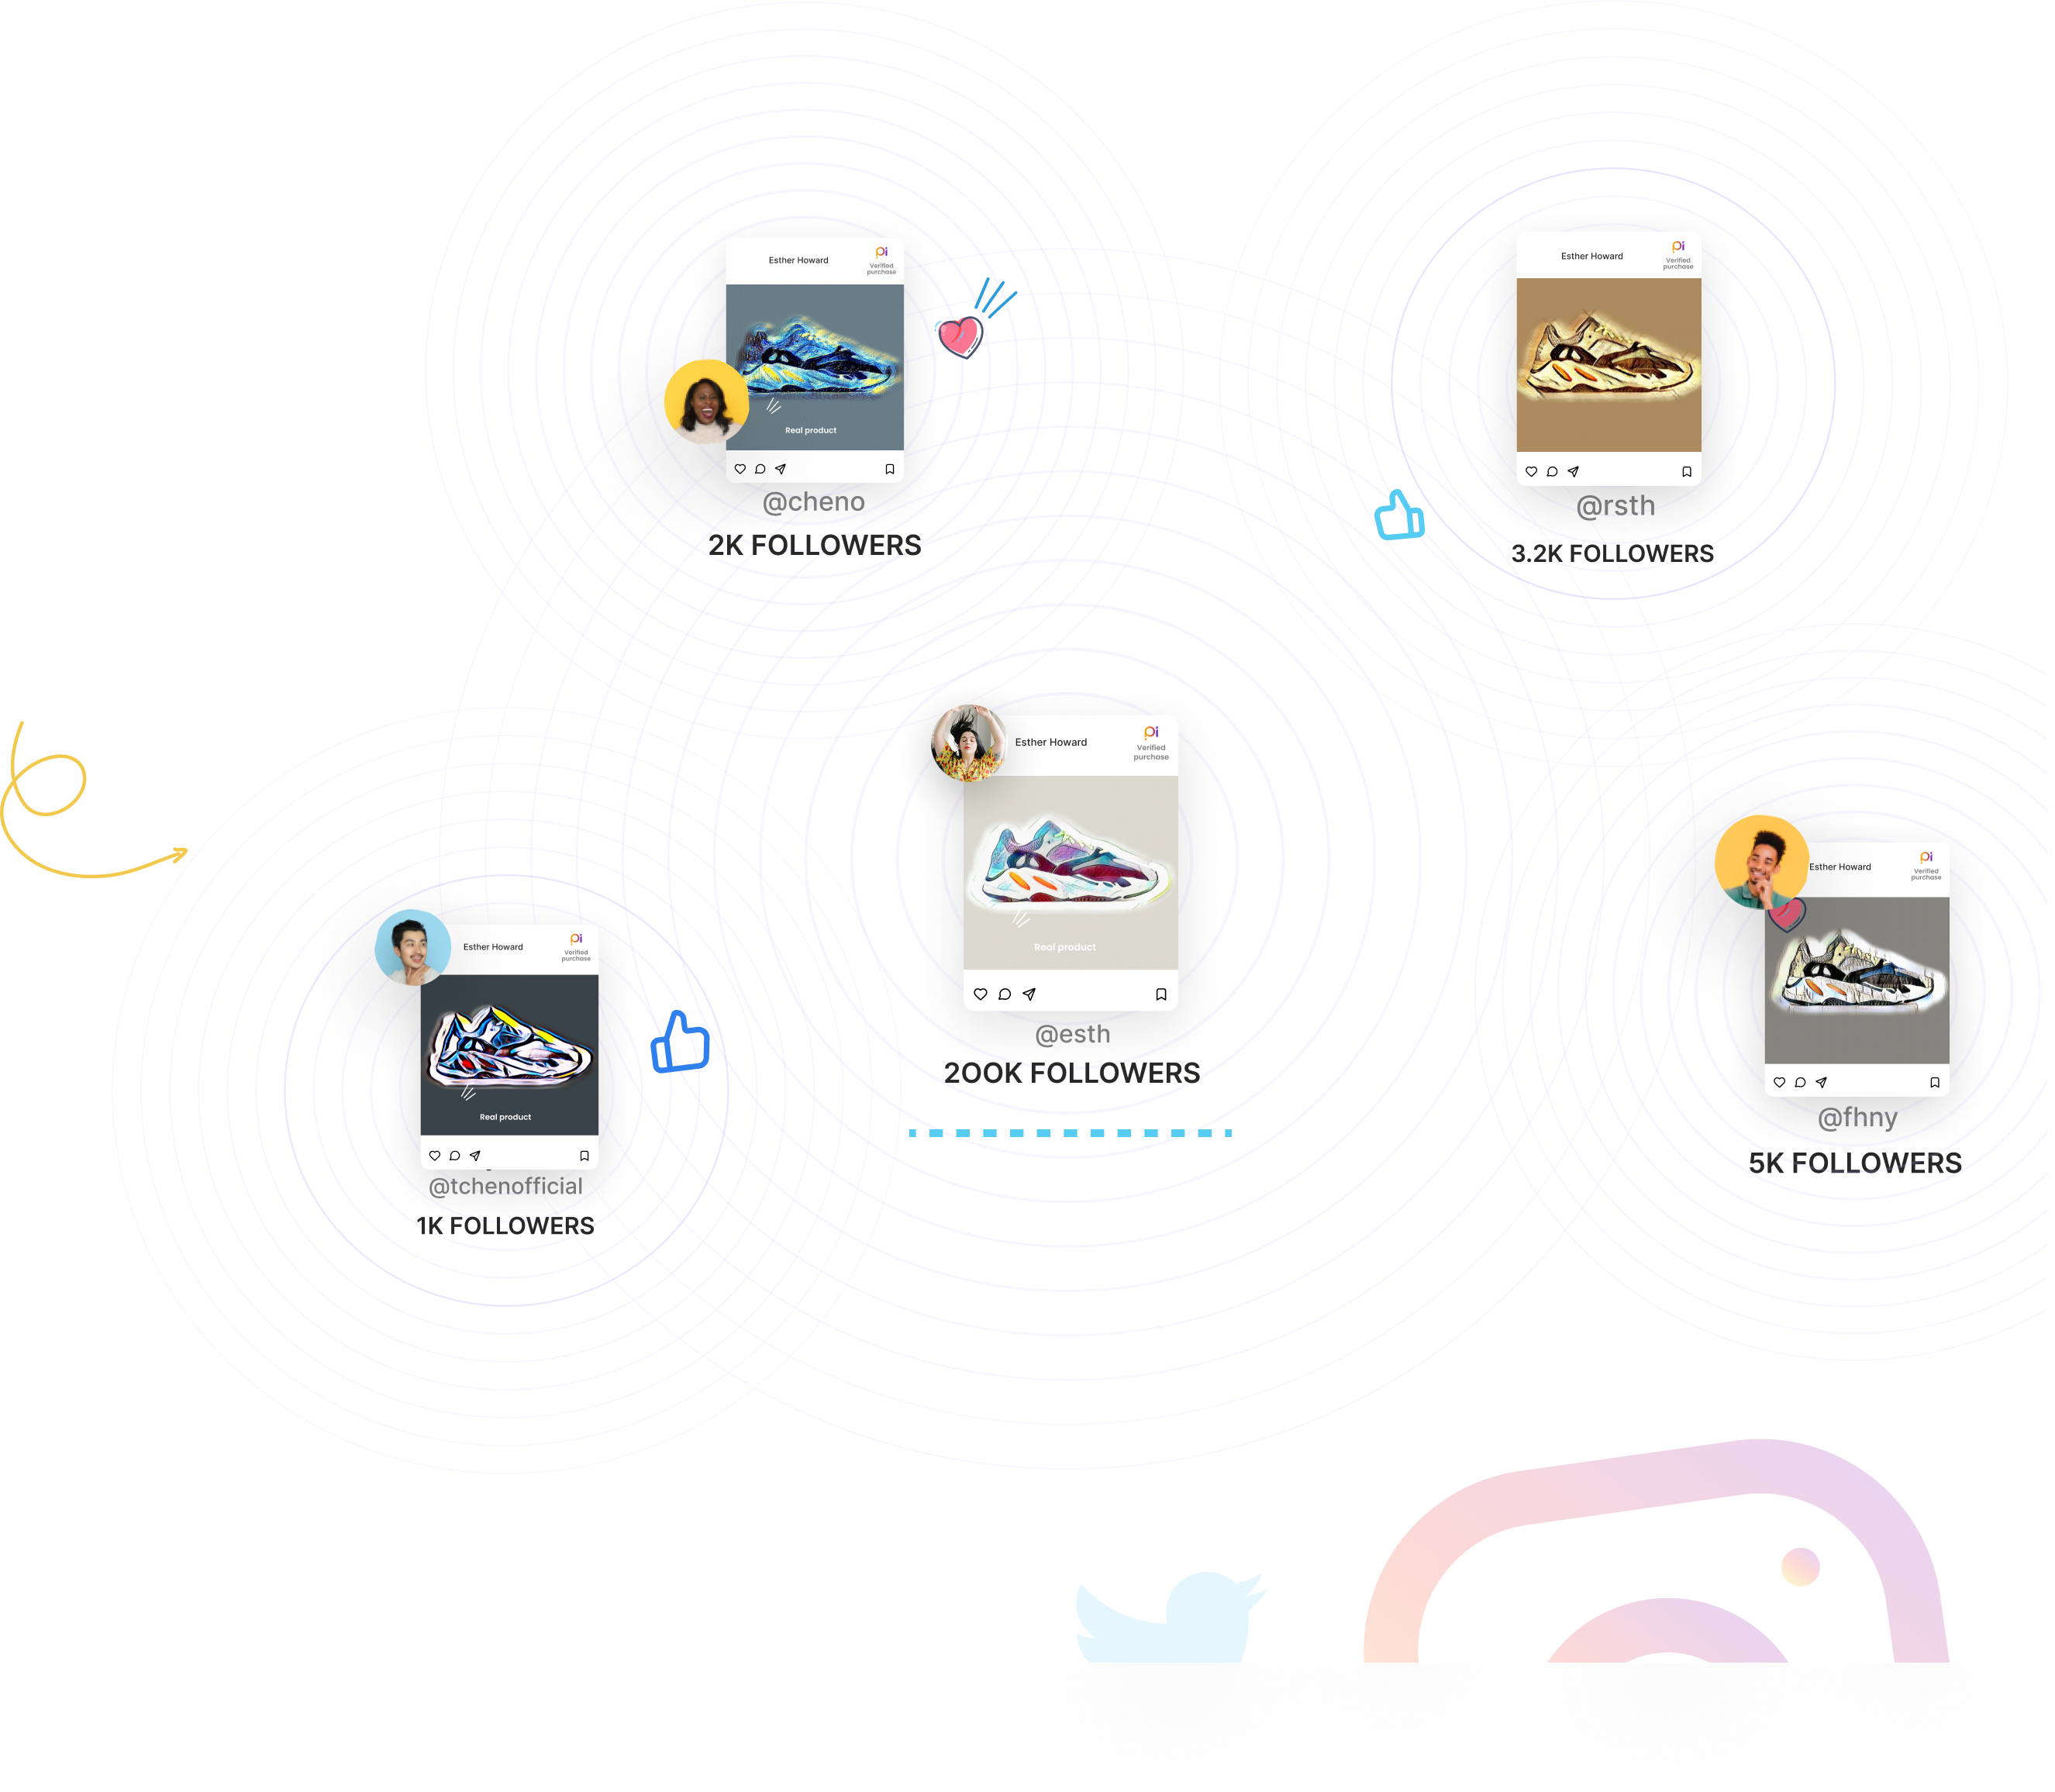 Esther Howard
pi
Verified
purchase
Real product
@cheno
2K FOLLOWERS
Esther Howard
pi
Verified
purchase
@rsth
3.2K FOLLOWERS
Esther Howard
pi
Verified
purchase
Real product
@esth
200K FOLLOWERS
Esther Howard
pi
Verified
purchase
@fhny
5K FOLLOWERS
Esther Howard
pi
Verified
purchase
Real product
@tchenofficial
1K FOLLOWERS